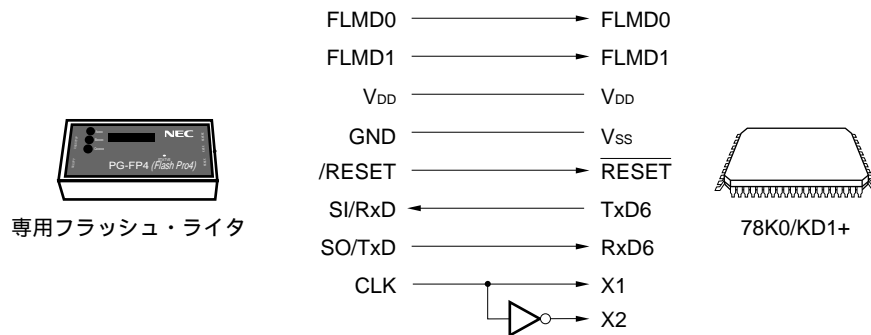 FLMD0 FLMD0
FLMD1 FLMD1
VDD VDD
GND VSS
/RESET RESET
SI/RxD TxD6
SO/TxD RxD6
CLK X1
X2
NEC
PG-FP4 (Flash Pro4)
専用フラッシュ・ライタ
78K0/KD1+